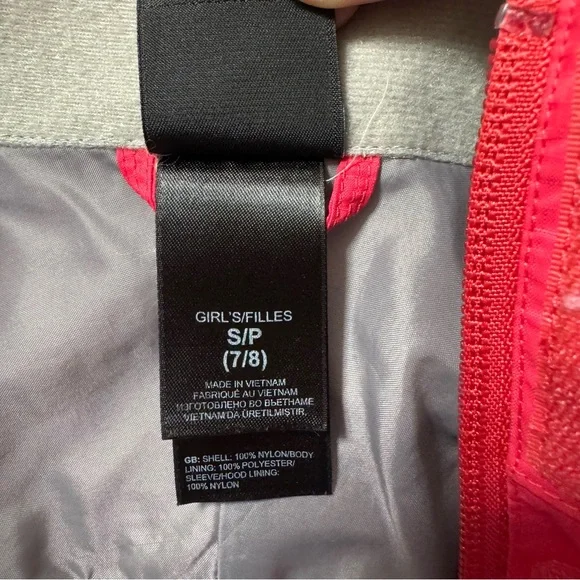 GIRL'S/FILLES
S/P
(7/8)
MADE IN VIETNAM
FABRIQUÉ AU VIETNAM
ИЗГОТОВЛЕНО ВО ВЬЕТНАМЕ
VIETNAM'DA ÜRETILMIŞTIR.
GB: SHELL: 100% NYLON/BODY
LINING: 100% POLYESTER/
SLEEVE/HOOD LINING:
100% NYLON